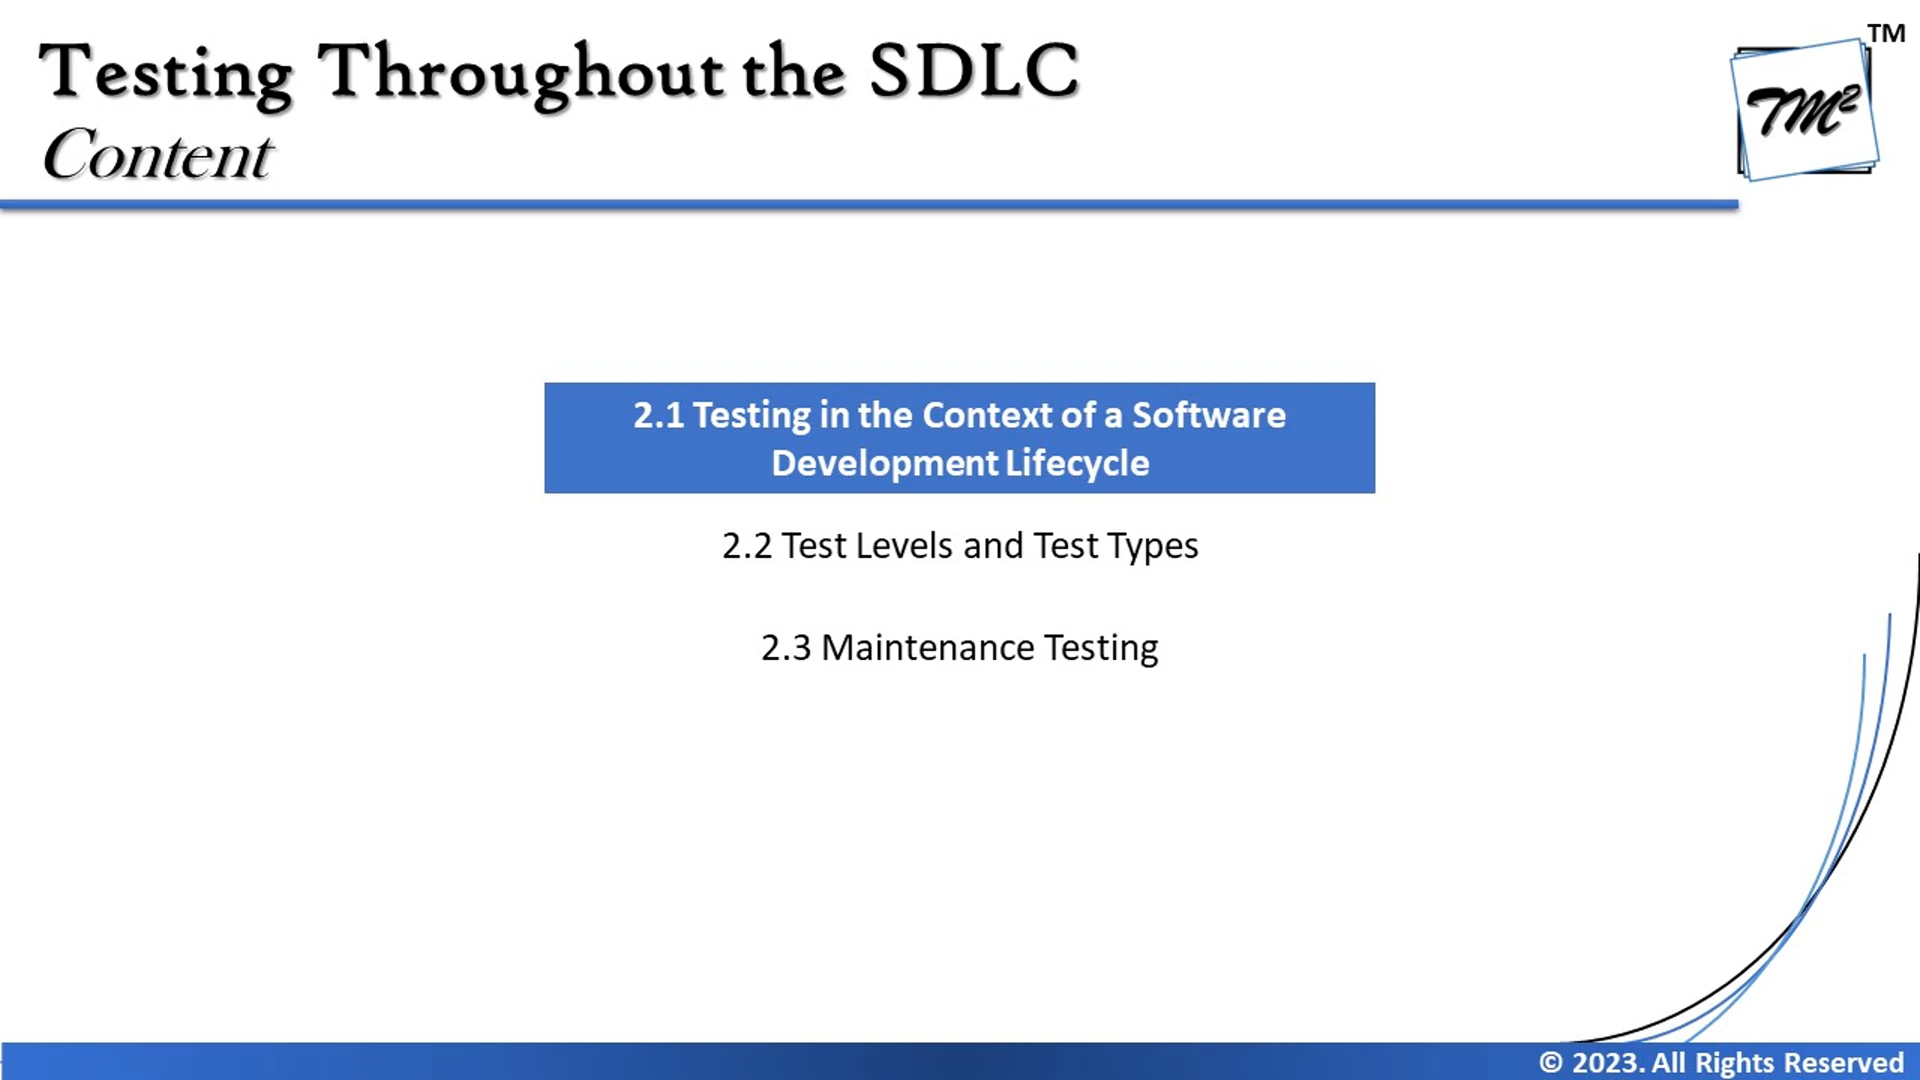 Testing Throughout the SDLC
Content
TM
TM²
2.1 Testing in the Context of a Software
Development Lifecycle
2.2 Test Levels and Test Types
2.3 Maintenance Testing
© 2023. All Rights Reserved